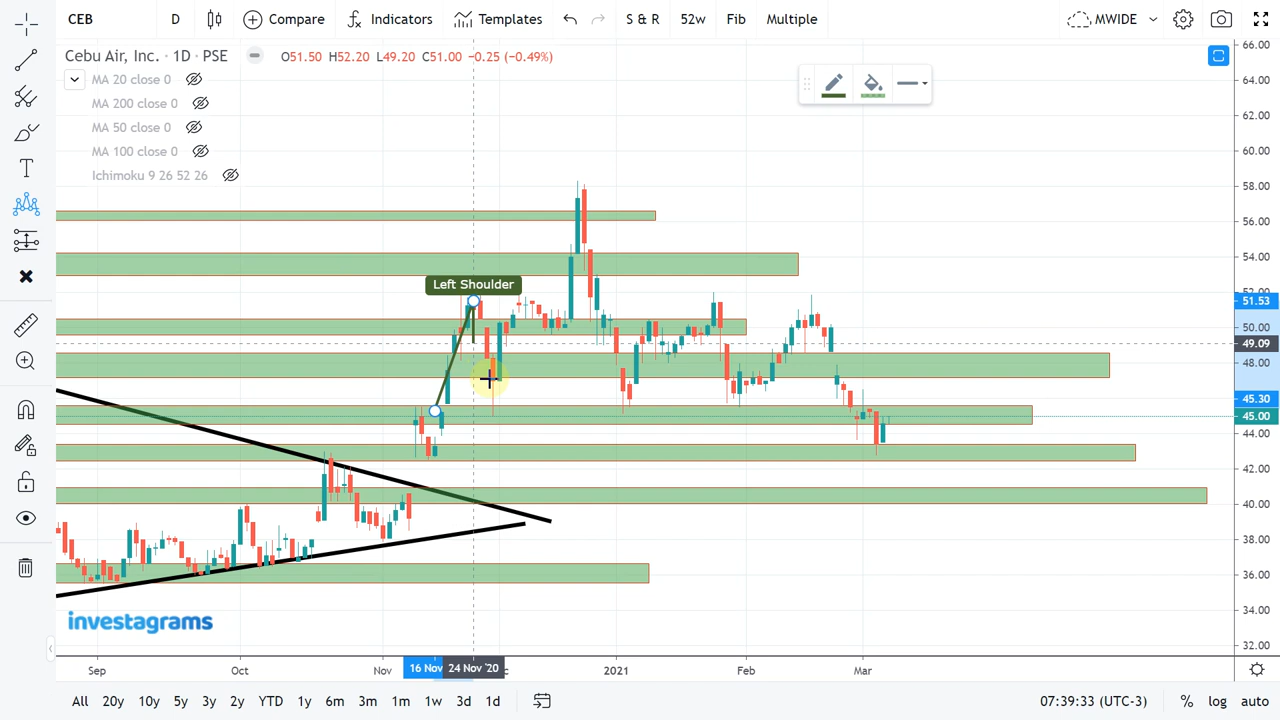 CEB D Compare Indicators Templates S & R 52w Fib Multiple MWIDE
Cebu Air, Inc. · 1D · PSE O51.50 H52.20 L49.20 C51.00 −0.25 (−0.49%)
MA 20 close 0
MA 200 close 0
MA 50 close 0
MA 100 close 0
Ichimoku 9 26 52 26
Left Shoulder
66.00
64.00
62.00
60.00
58.00
56.00
54.00
52.00
51.53
50.00
49.09
48.00
45.30
45.00
44.00
42.00
40.00
38.00
36.00
34.00
32.00
investagrams
Sep Oct Nov 16 Nov 24 Nov '20 2021 Feb Mar
All 20y 10y 5y 3y 2y YTD 1y 6m 3m 1m 1w 3d 1d 07:39:33 (UTC-3) % log auto